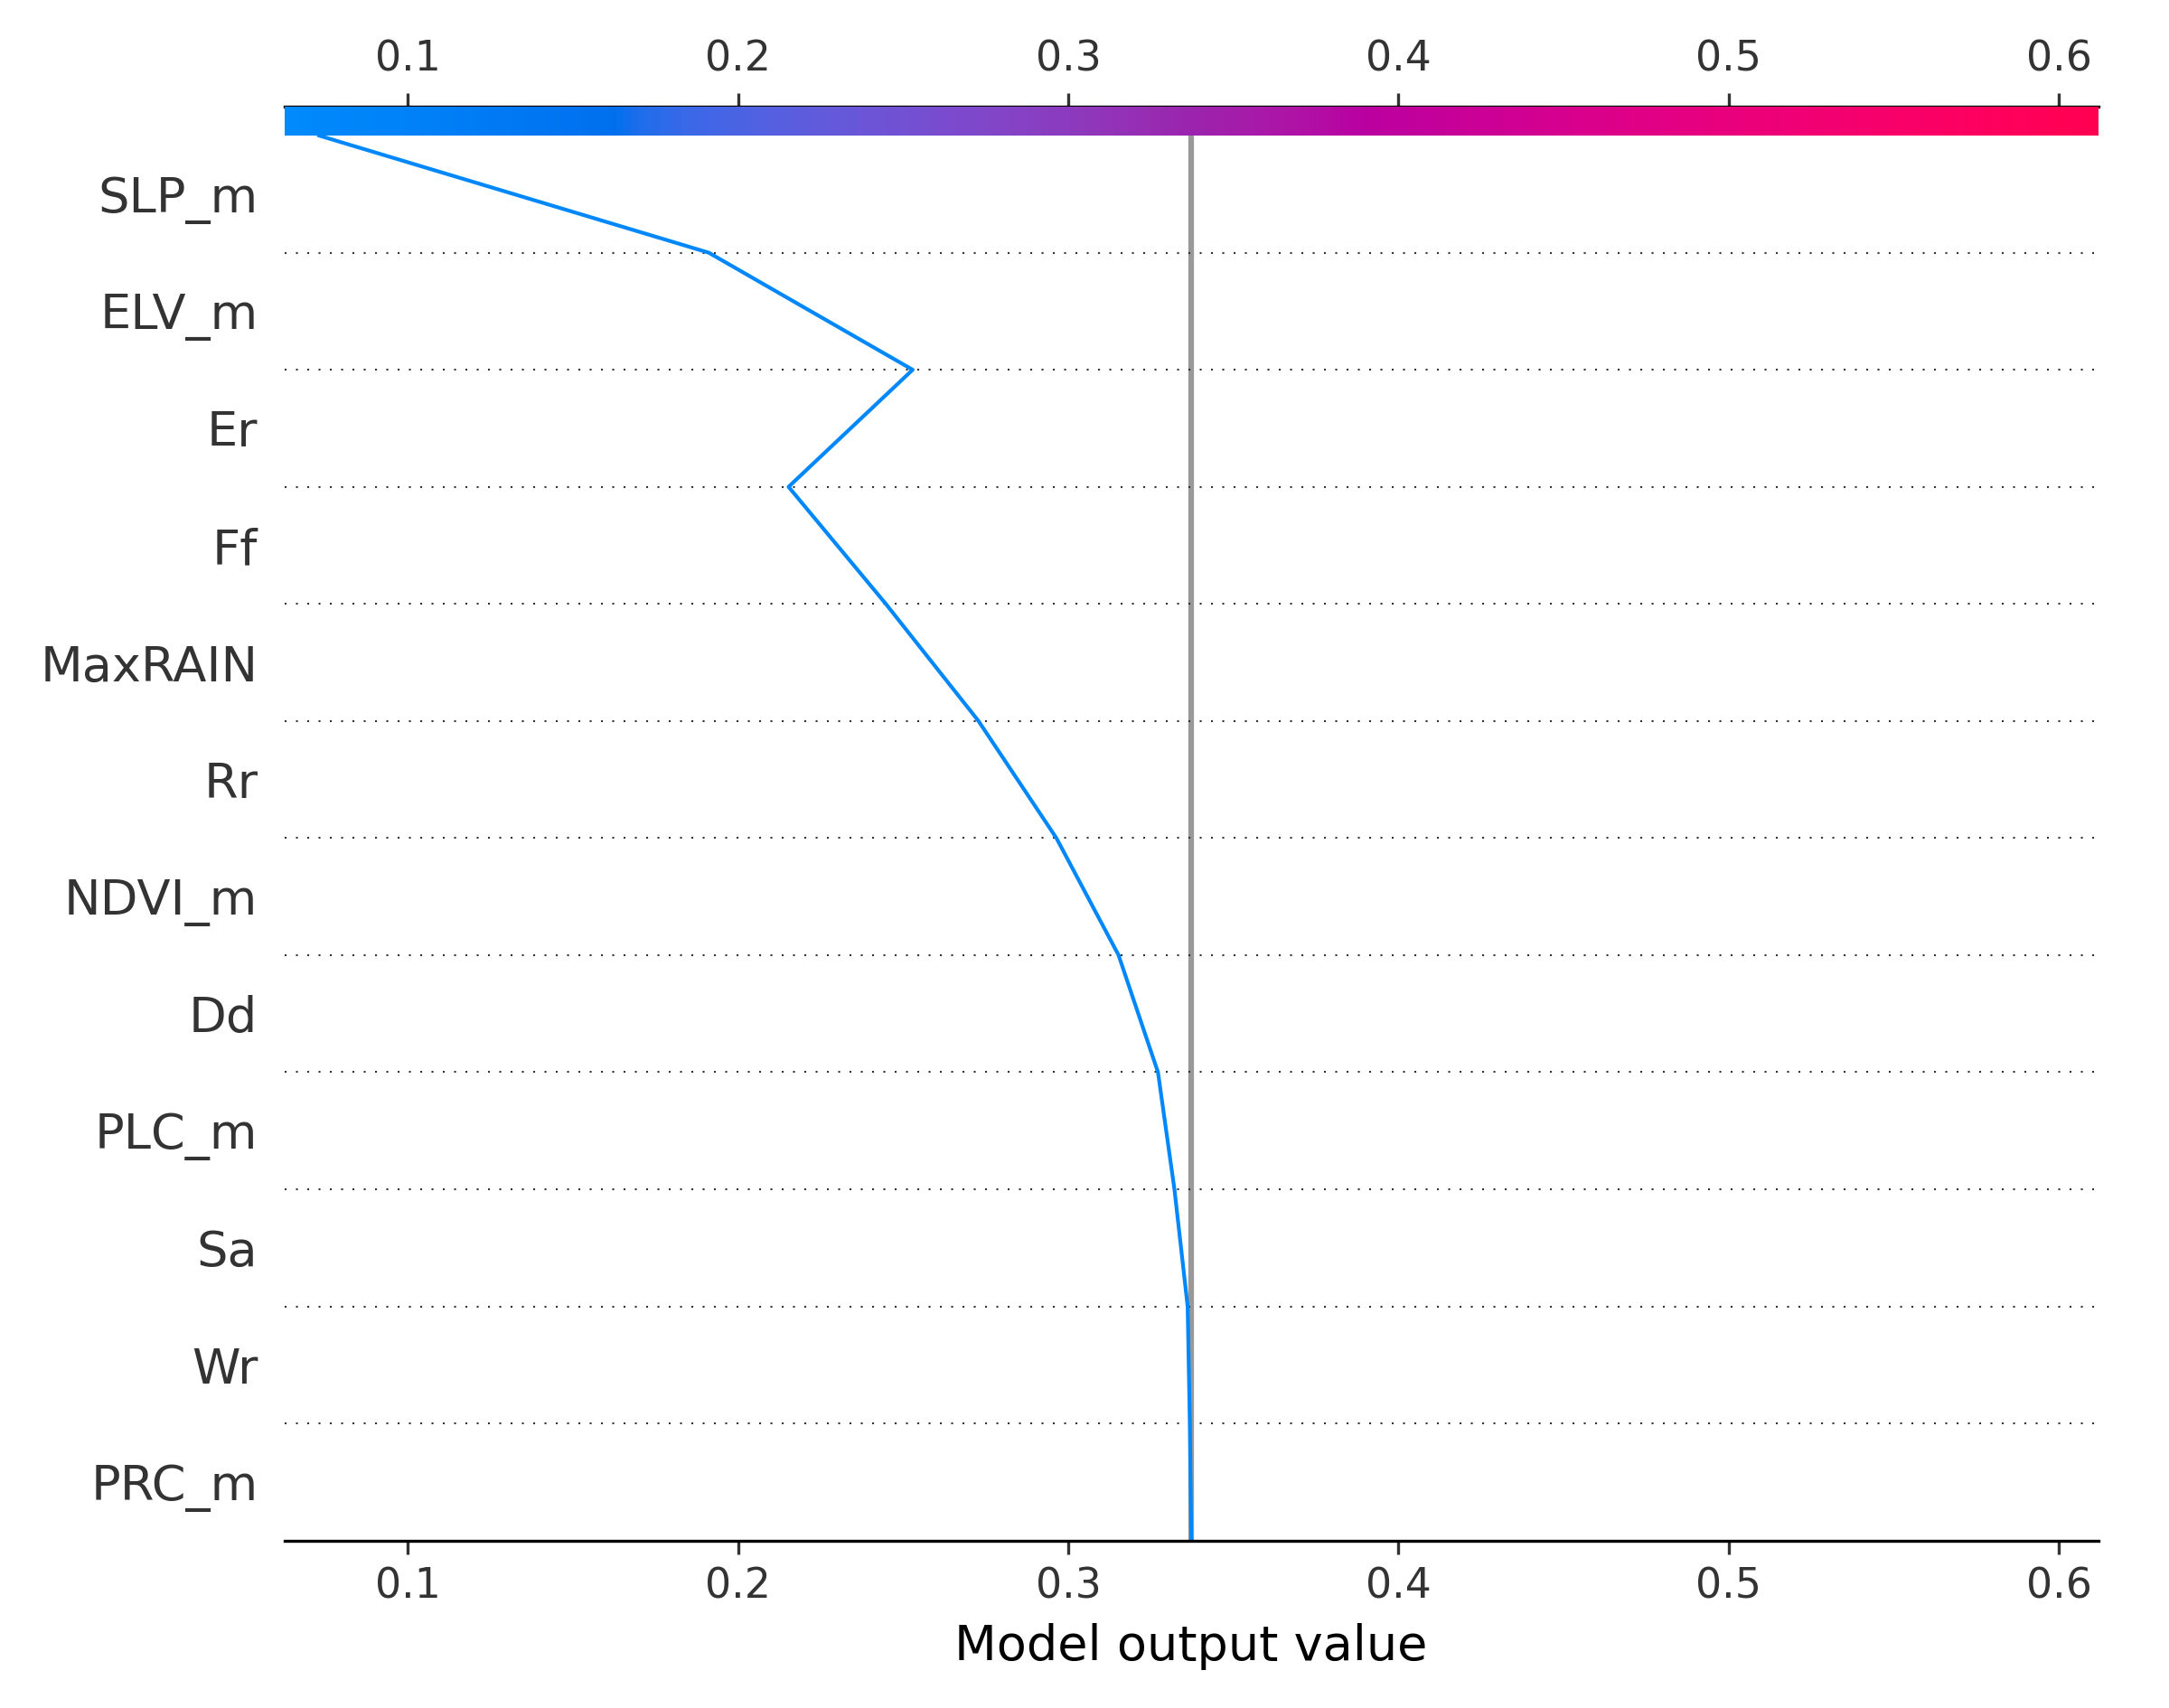 0.1 0.2 0.3 0.4 0.5 0.6
SLP_m
ELV_m
Er
Ff
MaxRAIN
Rr
NDVI_m
Dd
PLC_m
Sa
Wr
PRC_m
0.1 0.2 0.3 0.4 0.5 0.6
Model output value